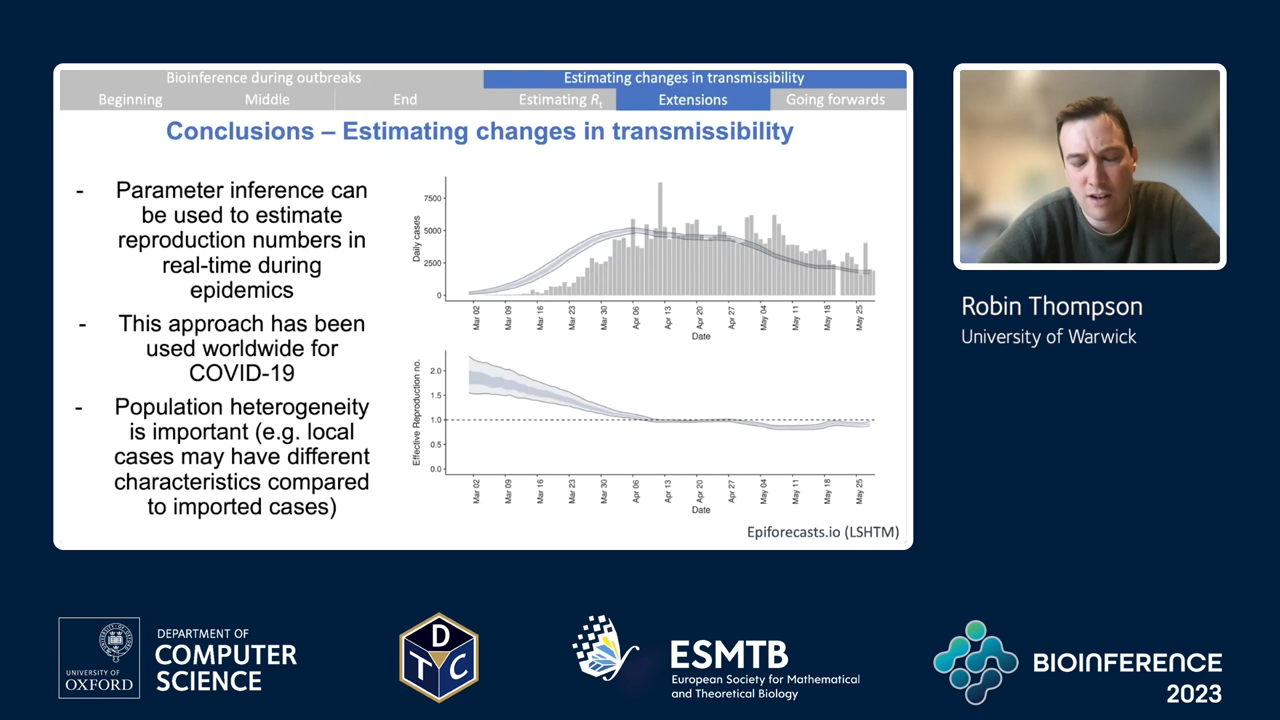 Bioinference during outbreaks
Estimating changes in transmissibility
Beginning
Middle
End
Estimating Rt
Extensions
Going forwards
Conclusions – Estimating changes in transmissibility
- Parameter inference can
be used to estimate
reproduction numbers in
real-time during
epidemics
- This approach has been
used worldwide for
COVID-19
- Population heterogeneity
is important (e.g. local
cases may have different
characteristics compared
to imported cases)
Daily cases
7500
5000
2500
0
Mar 02
Mar 09
Mar 16
Mar 23
Mar 30
Apr 06
Apr 13
Apr 20
Apr 27
May 04
May 11
May 18
May 25
Date
Effective Reproduction no.
2.0
1.5
1.0
0.5
0.0
Mar 02
Mar 09
Mar 16
Mar 23
Mar 30
Apr 06
Apr 13
Apr 20
Apr 27
May 04
May 11
May 18
May 25
Date
Epiforecasts.io (LSHTM)
Robin Thompson
University of Warwick
UNIVERSITY OF
OXFORD
DEPARTMENT OF
COMPUTER
SCIENCE
D
T C
ESMTB
European Society for Mathematical
and Theoretical Biology
BIOINFERENCE
2023